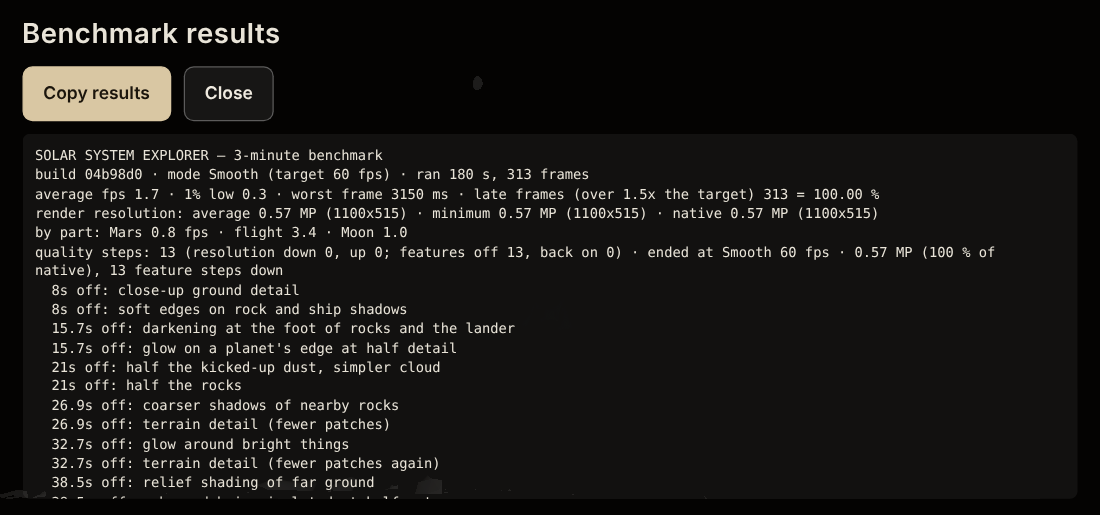 Benchmark results
Copy results
Close
SOLAR SYSTEM EXPLORER — 3-minute benchmark
build 04b98d0 · mode Smooth (target 60 fps) · ran 180 s, 313 frames
average fps 1.7 · 1% low 0.3 · worst frame 3150 ms · late frames (over 1.5x the target) 313 = 100.00 %
render resolution: average 0.57 MP (1100x515) · minimum 0.57 MP (1100x515) · native 0.57 MP (1100x515)
by part: Mars 0.8 fps · flight 3.4 · Moon 1.0
quality steps: 13 (resolution down 0, up 0; features off 13, back on 0) · ended at Smooth 60 fps · 0.57 MP (100 % of
native), 13 feature steps down
8s off: close-up ground detail
8s off: soft edges on rock and ship shadows
15.7s off: darkening at the foot of rocks and the lander
15.7s off: glow on a planet's edge at half detail
21s off: half the kicked-up dust, simpler cloud
21s off: half the rocks
26.9s off: coarser shadows of nearby rocks
26.9s off: terrain detail (fewer patches)
32.7s off: glow around bright things
32.7s off: terrain detail (fewer patches again)
38.5s off: relief shading of far ground